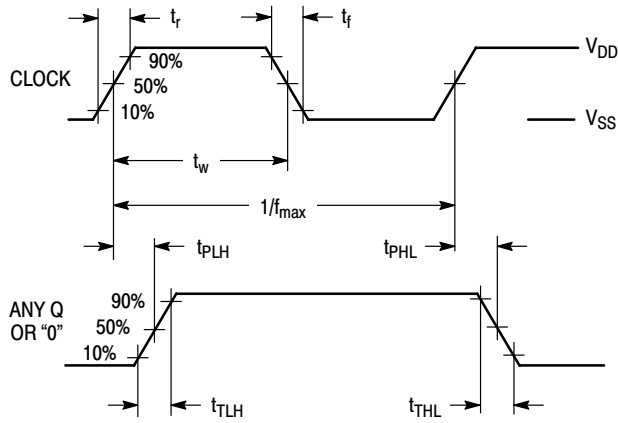 t_r
t_f
90%
V_DD
CLOCK
50%
10%
V_SS
t_w
1/f_max
t_PLH
t_PHL
ANY Q
OR “0”
90%
50%
10%
t_TLH
t_THL